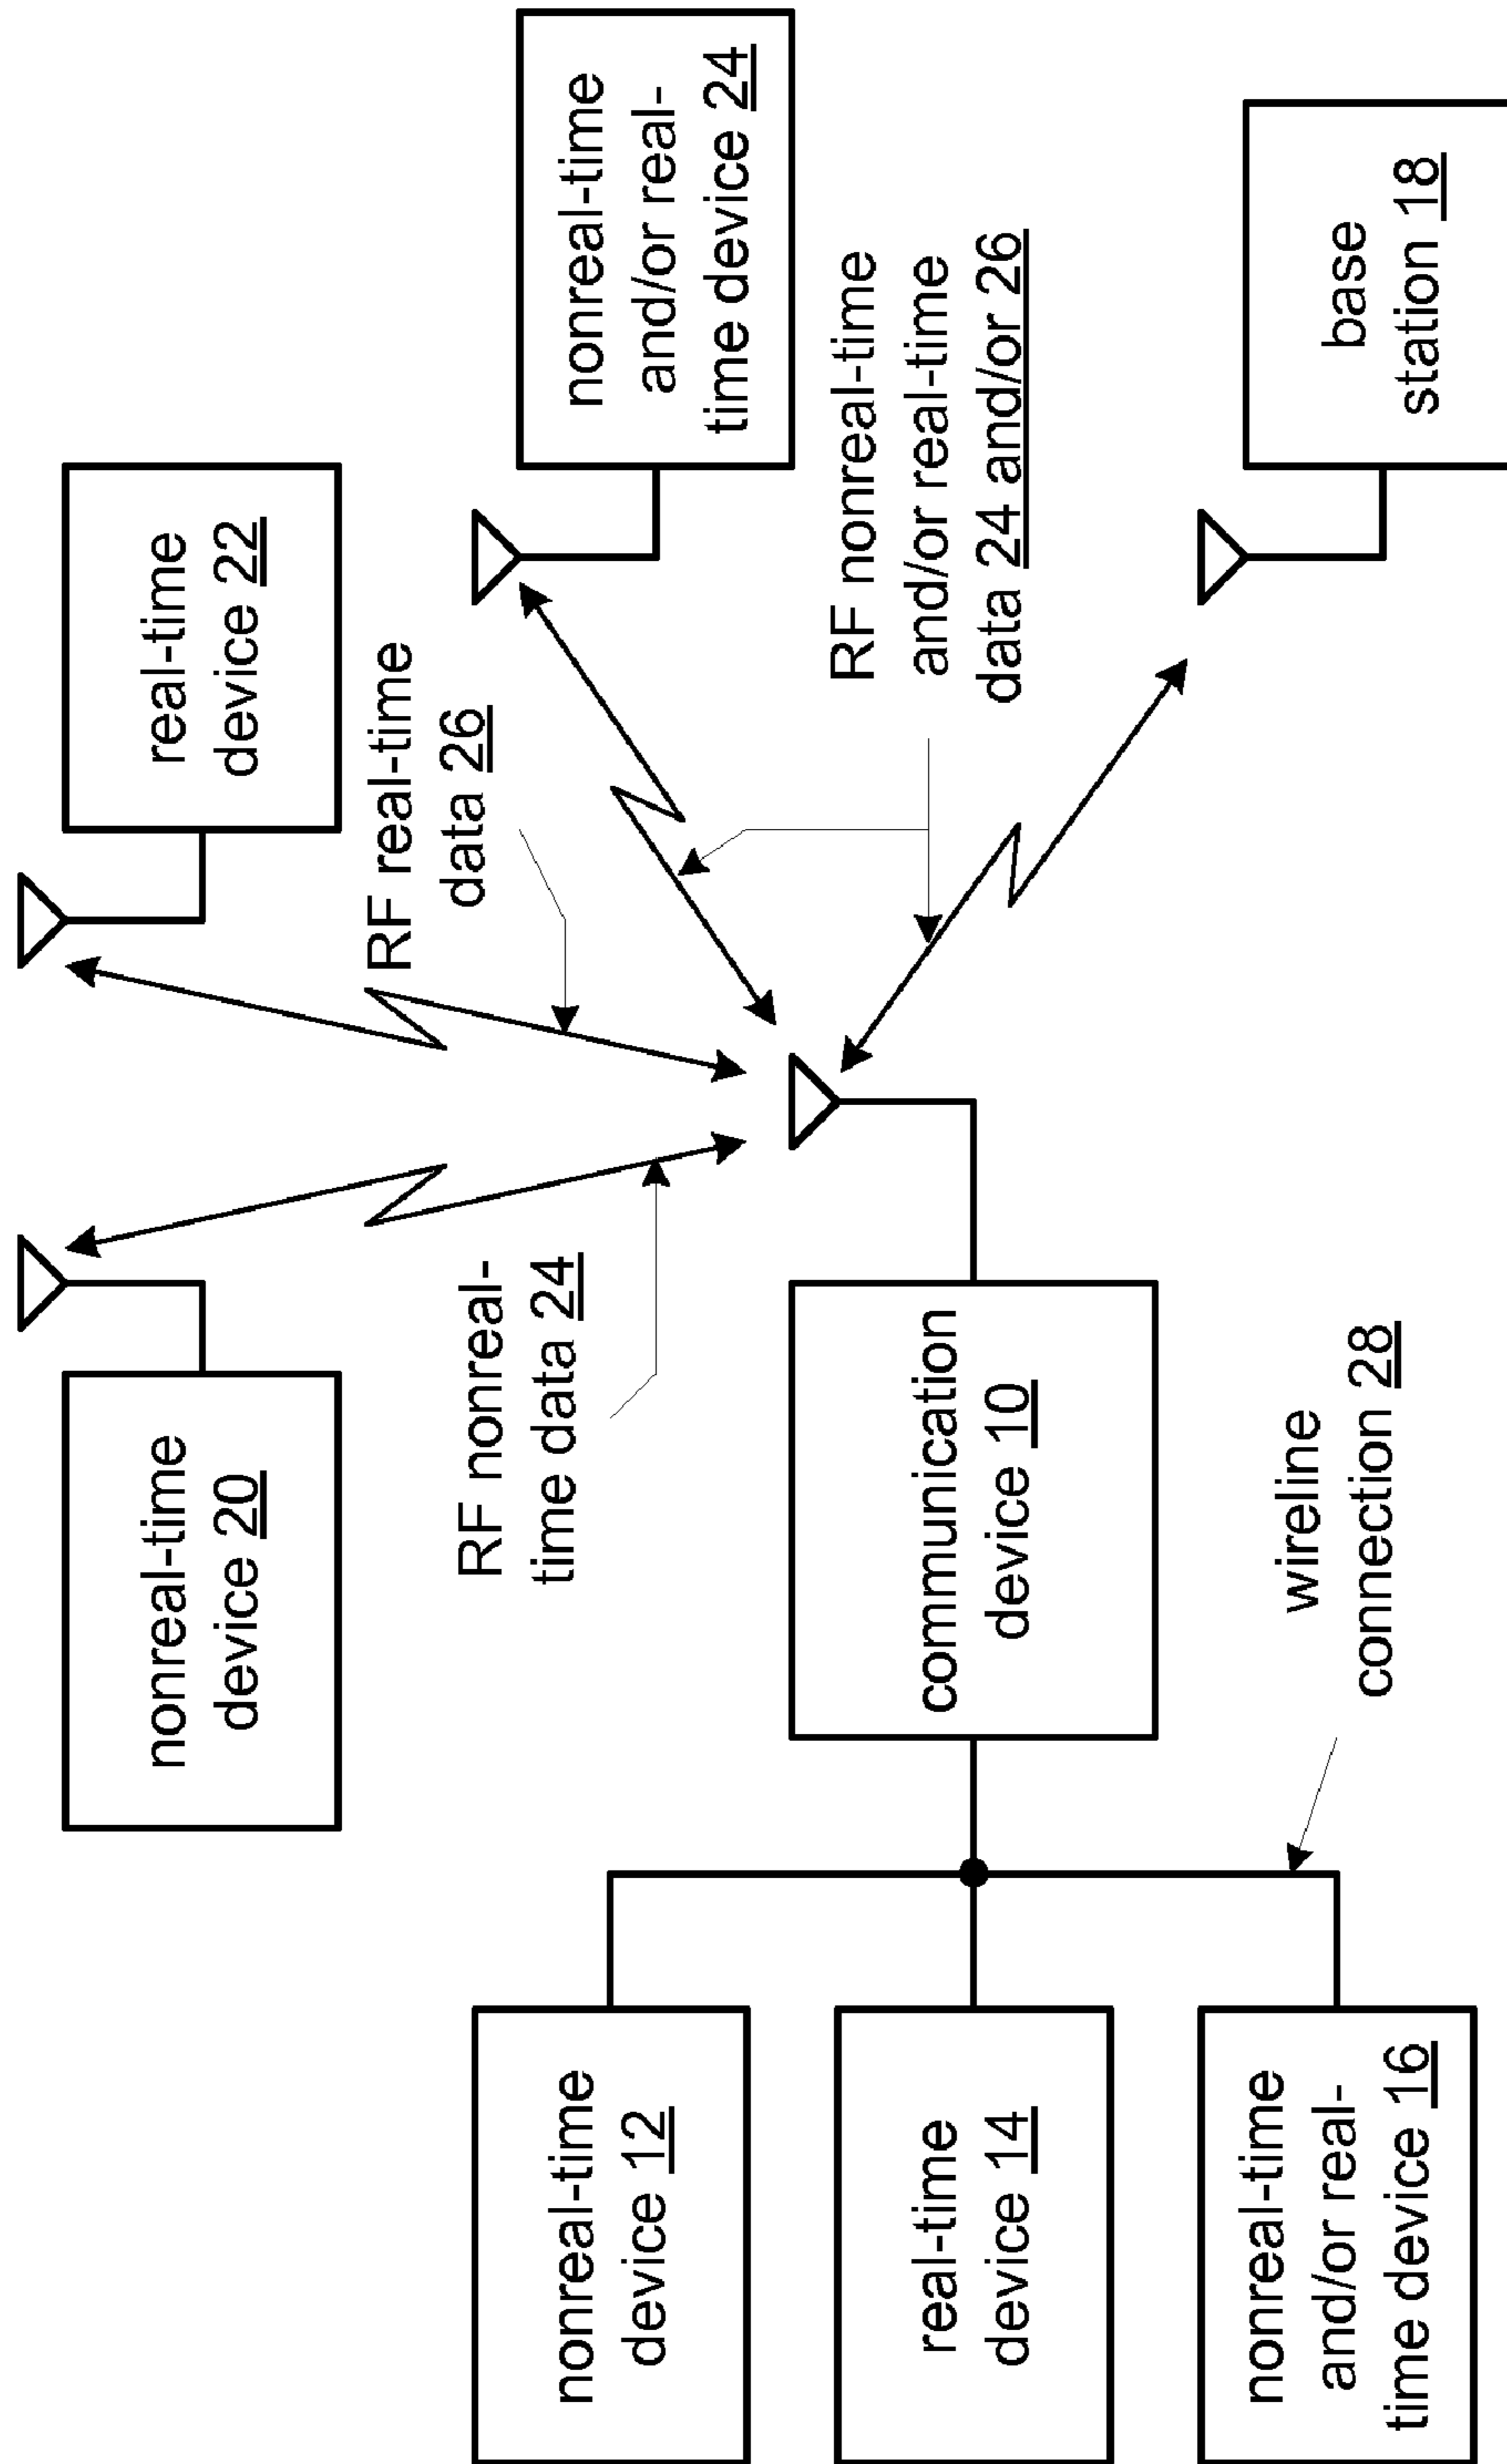 nonreal-time
device 20
real-time
device 22
RF real-time
data 26
RF nonreal-
time data 24
nonreal-time
and/or real-
time device 24
nonreal-time
device 12
RF nonreal-time
and/or real-time
data 24 and/or 26
communication
device 10
real-time
device 14
wireline
connection 28
nonreal-time
and/or real-
time device 16
base
station 18